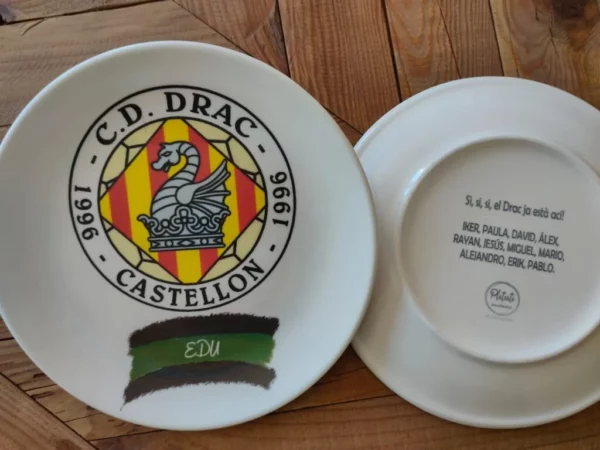 C.D. DRAC
- 1996 -
- 1996 -
CASTELLON
EDU
Sí, sí, sí, el Drac ja està ací!
IKER, PAULA, DAVID, ÁLEX,
RAYAN, JESÚS, MIGUEL, MARIO,
ALEJANDRO, ERIK, PABLO.